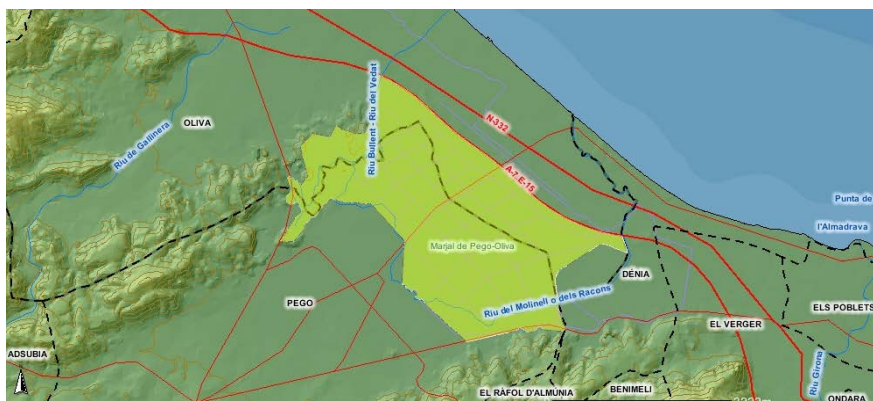 OLIVA
Riu de Gallinera
Riu Bullent - Riu del Vedat
N-332
A-7,E-15
Punta de
l'Almadrava
Marjal de Pego-Oliva
DÉNIA
PEGO
Riu del Molinell o dels Racons
ELS POBLETS
EL VERGER
ADSUBIA
Riu Girona
EL RÀFOL D'ALMÚNIA
BENIMELI
ONDARA